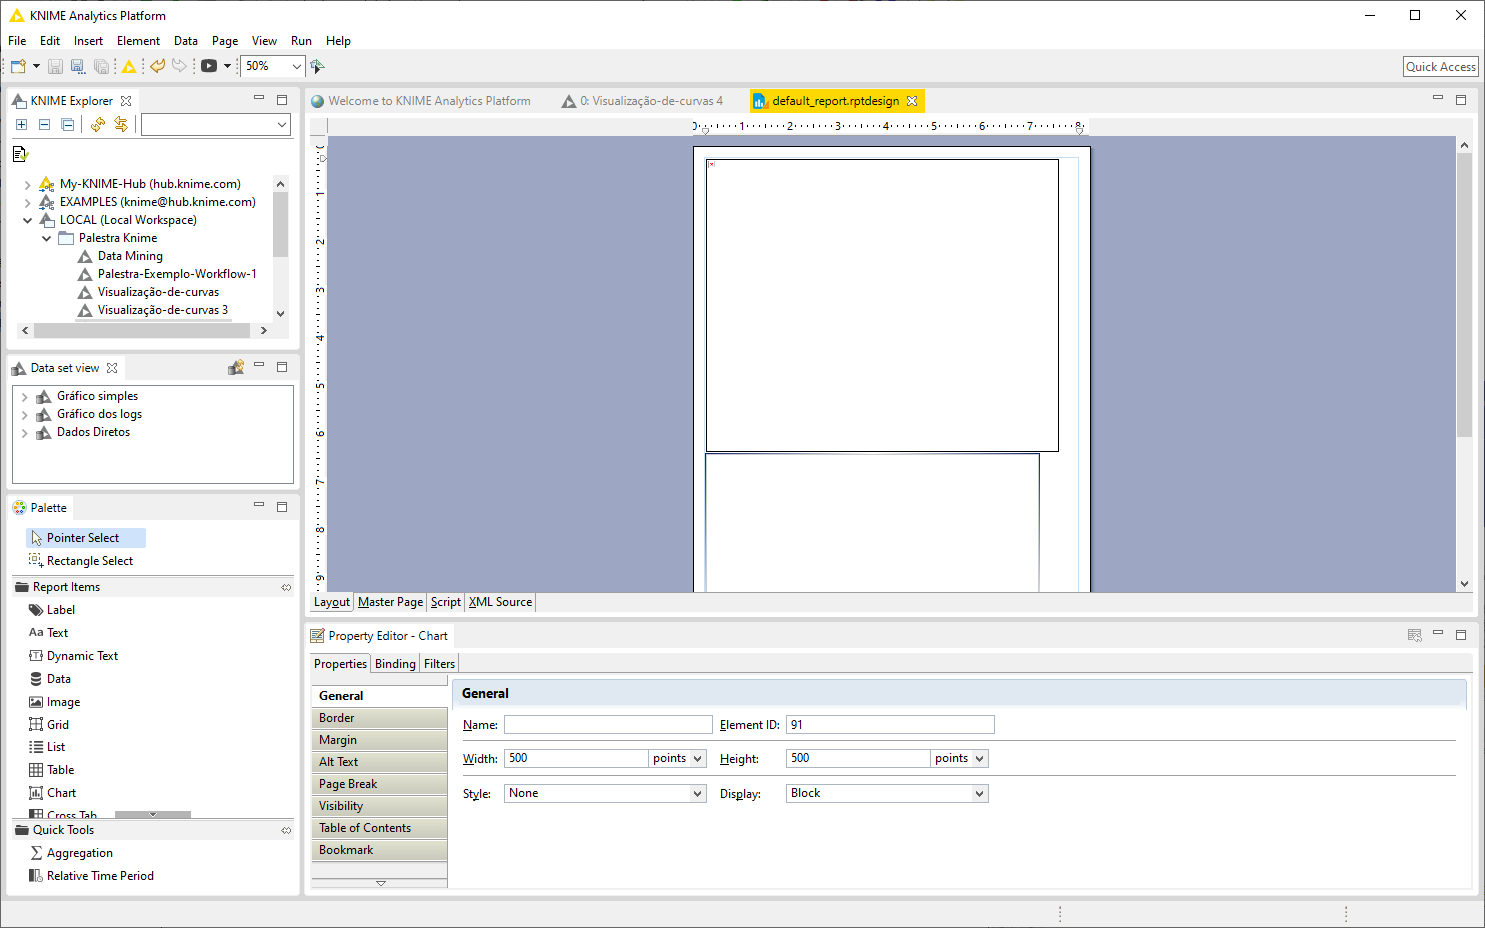 KNIME Analytics Platform
File Edit Insert Element Data Page View Run Help
50%
Quick Access
KNIME Explorer
My-KNIME-Hub (hub.knime.com)
EXAMPLES (knime@hub.knime.com)
LOCAL (Local Workspace)
Palestra Knime
Data Mining
Palestra-Exemplo-Workflow-1
Visualização-de-curvas
Visualização-de-curvas 3
Data set view
Gráfico simples
Gráfico dos logs
Dados Diretos
Palette
Pointer Select
Rectangle Select
Report Items
Label
Aa Text
Dynamic Text
Data
Image
Grid
List
Table
Chart
Cross Tab
Quick Tools
Aggregation
Relative Time Period
Welcome to KNIME Analytics Platform 0: Visualização-de-curvas 4 default_report.rptdesign
0 1 2 3 4 5 6 7 8
0
1
2
3
4
5
6
7
8
9
Layout Master Page Script XML Source
Property Editor - Chart
Properties Binding Filters
General
Border
Margin
Alt Text
Page Break
Visibility
Table of Contents
Bookmark
General
Name: Element ID: 91
Width: 500 points Height: 500 points
Style: None Display: Block